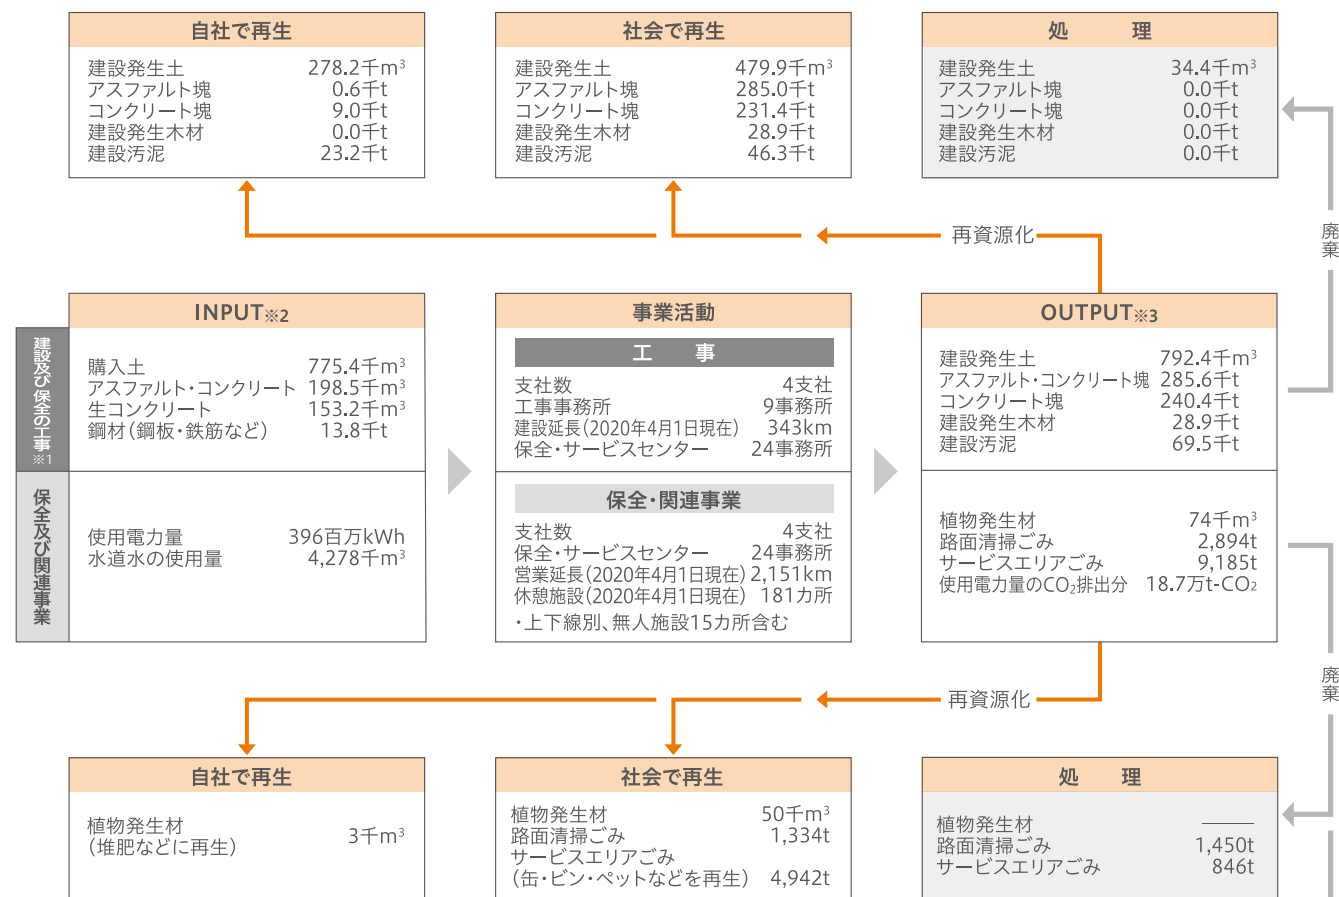 自社で再生
建設発生土 278.2千m³
アスファルト塊 0.6千t
コンクリート塊 9.0千t
建設発生木材 0.0千t
建設汚泥 23.2千t
社会で再生
建設発生土 479.9千m³
アスファルト塊 285.0千t
コンクリート塊 231.4千t
建設発生木材 28.9千t
建設汚泥 46.3千t
処 理
建設発生土 34.4千m³
アスファルト塊 0.0千t
コンクリート塊 0.0千t
建設発生木材 0.0千t
建設汚泥 0.0千t
再資源化
廃棄
建設及び保全の工事※1
INPUT※2
購入土 775.4千m³
アスファルト・コンクリート 198.5千m³
生コンクリート 153.2千m³
鋼材(鋼板・鉄筋など) 13.8千t
保全及び関連事業
使用電力量 396百万kWh
水道水の使用量 4,278千m³
事業活動
工 事
支社数 4支社
工事事務所 9事務所
建設延長(2020年4月1日現在) 343km
保全・サービスセンター 24事務所
保全・関連事業
支社数 4支社
保全・サービスセンター 24事務所
営業延長(2020年4月1日現在) 2,151km
休憩施設(2020年4月1日現在) 181カ所
・上下線別、無人施設15カ所含む
OUTPUT※3
建設発生土 792.4千m³
アスファルト・コンクリート塊 285.6千t
コンクリート塊 240.4千t
建設発生木材 28.9千t
建設汚泥 69.5千t
植物発生材 74千m³
路面清掃ごみ 2,894t
サービスエリアごみ 9,185t
使用電力量のCO₂排出分 18.7万t-CO₂
再資源化
廃棄
自社で再生
植物発生材
(堆肥などに再生) 3千m³
社会で再生
植物発生材 50千m³
路面清掃ごみ 1,334t
サービスエリアごみ
(缶・ビン・ペットなどを再生) 4,942t
処 理
植物発生材 ——
路面清掃ごみ 1,450t
サービスエリアごみ 846t